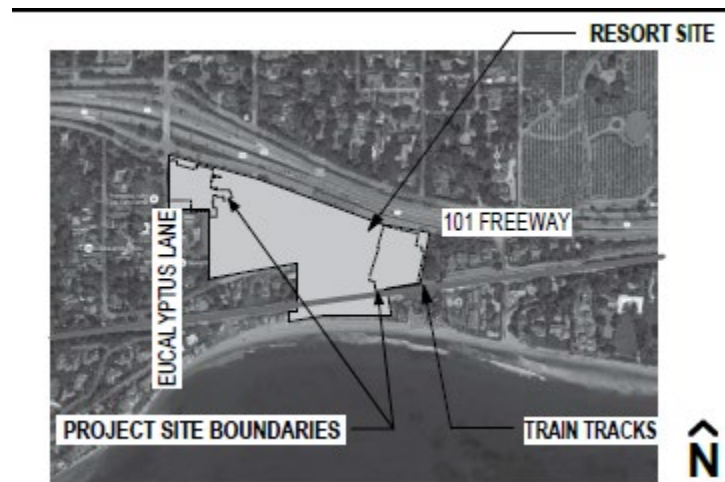 RESORT SITE
101 FREEWAY
EUCALYPTUS LANE
PROJECT SITE BOUNDARIES
TRAIN TRACKS
N